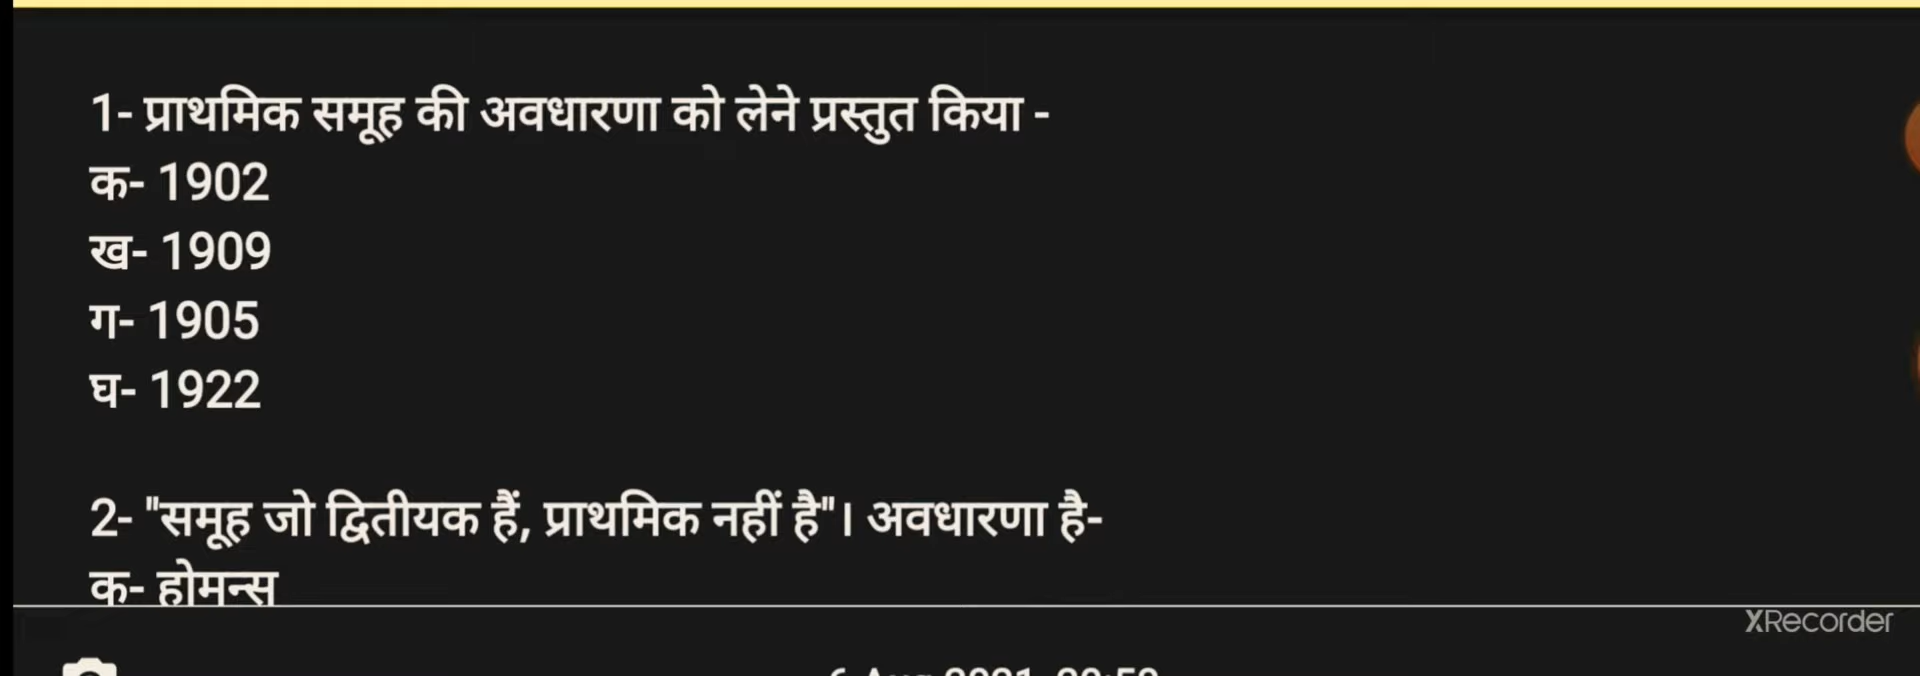 1- प्राथमिक समूह की अवधारणा को लेने प्रस्तुत किया -
क- 1902
ख- 1909
ग- 1905
घ- 1922
2- "समूह जो द्वितीयक हैं, प्राथमिक नहीं है"। अवधारणा है-
क- होमन्स
XRecorder